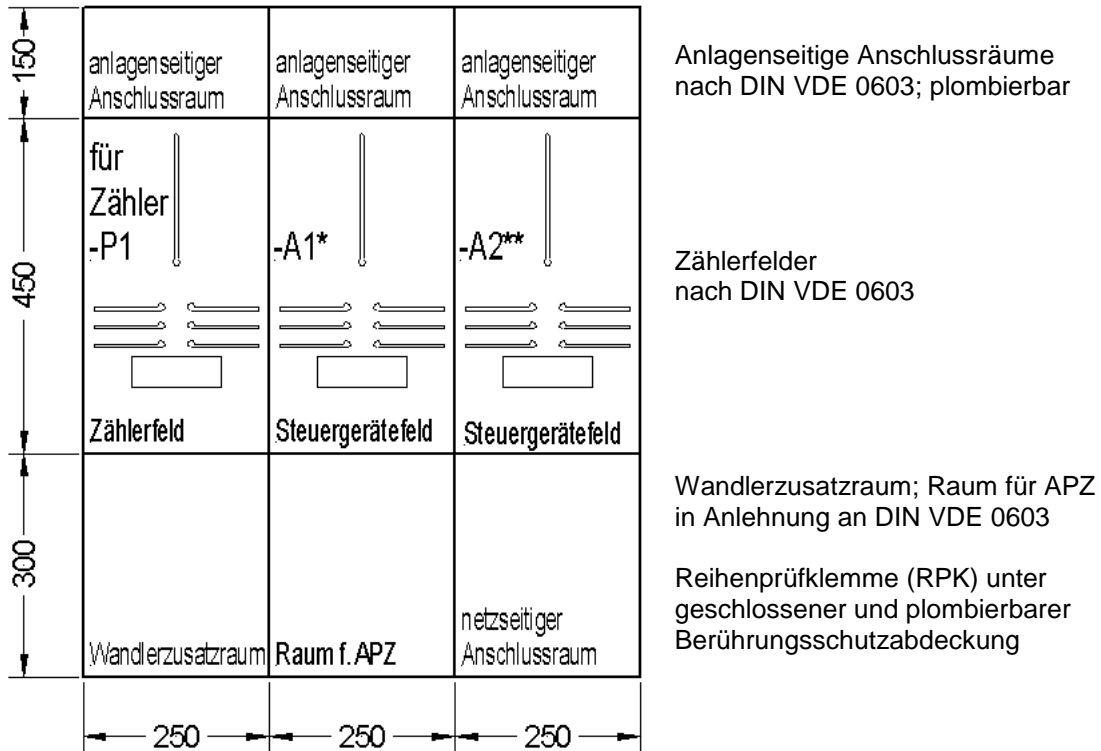 150
anlagenseitiger
Anschlussraum
anlagenseitiger
Anschlussraum
anlagenseitiger
Anschlussraum
Anlagenseitige Anschlussräume
nach DIN VDE 0603; plombierbar
450
für
Zähler
-P1
-A1*
-A2**
Zählerfelder
nach DIN VDE 0603
Zählerfeld
Steuergerätefeld
Steuergerätefeld
300
Wandlerzusatzraum
Raum f. APZ
netzseitiger
Anschlussraum
Wandlerzusatzraum; Raum für APZ
in Anlehnung an DIN VDE 0603
Reihenprüfklemme (RPK) unter
geschlossener und plombierbarer
Berührungsschutzabdeckung
250
250
250